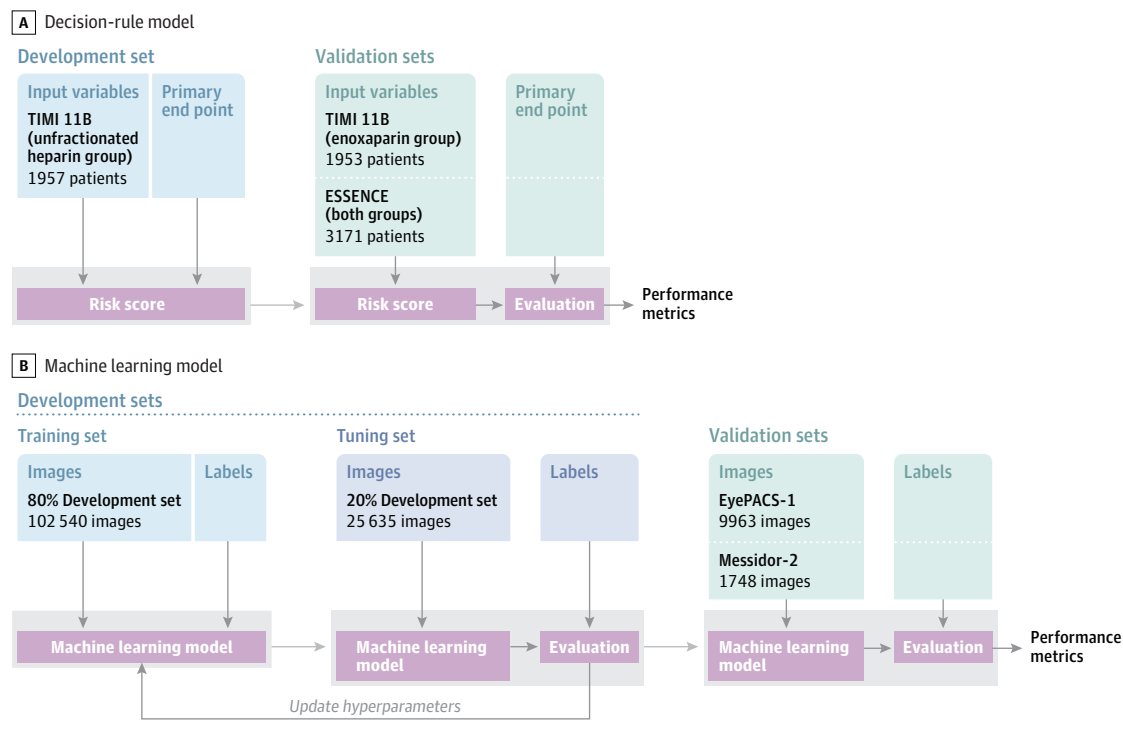 A Decision-rule model
Development set
Input variables
TIMI 11B
(unfractionated
heparin group)
1957 patients
Primary
end point
Validation sets
Input variables
TIMI 11B
(enoxaparin group)
1953 patients
ESSENCE
(both groups)
3171 patients
Primary
end point
Risk score
Risk score
Evaluation
Performance
metrics
B Machine learning model
Development sets
Training set
Images
80% Development set
102 540 images
Labels
Tuning set
Images
20% Development set
25 635 images
Labels
Validation sets
Images
EyePACS-1
9963 images
Messidor-2
1748 images
Labels
Machine learning model
Machine learning
model
Evaluation
Machine learning
model
Evaluation
Performance
metrics
Update hyperparameters